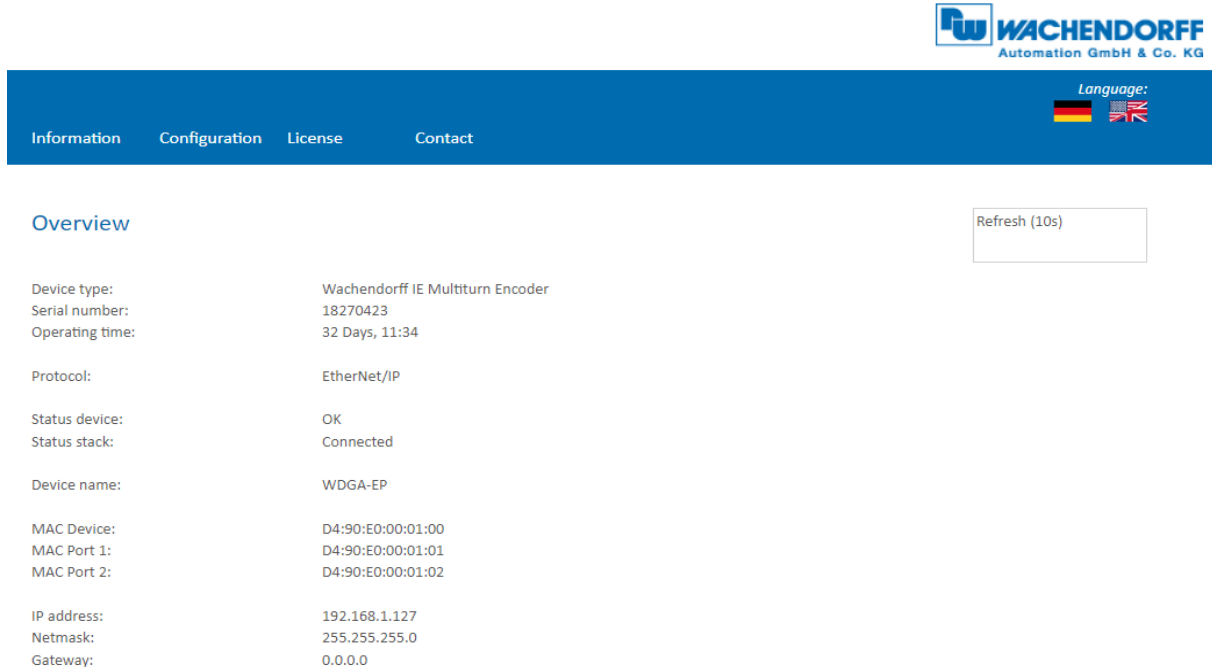 WACHENDORFF
Automation GmbH & Co. KG
Language:
Information Configuration License Contact
Overview
Refresh (10s)
Device type: Wachendorff IE Multiturn Encoder
Serial number: 18270423
Operating time: 32 Days, 11:34
Protocol: EtherNet/IP
Status device: OK
Status stack: Connected
Device name: WDGA-EP
MAC Device: D4:90:E0:00:01:00
MAC Port 1: D4:90:E0:00:01:01
MAC Port 2: D4:90:E0:00:01:02
IP address: 192.168.1.127
Netmask: 255.255.255.0
Gateway: 0.0.0.0